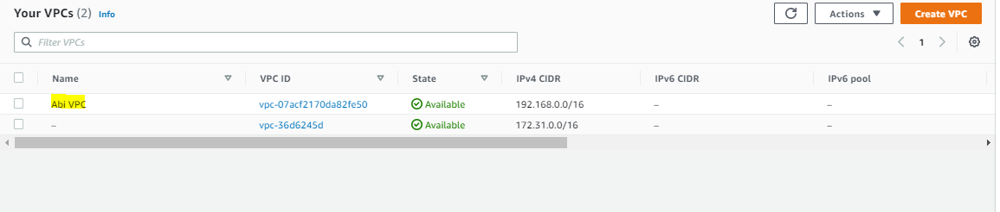 Your VPCs (2) Info Actions Create VPC
Filter VPCs 1
Name VPC ID State IPv4 CIDR IPv6 CIDR IPv6 pool
Abi VPC vpc-07acf2170da82fe50 Available 192.168.0.0/16 – –
– vpc-36d6245d Available 172.31.0.0/16 – –